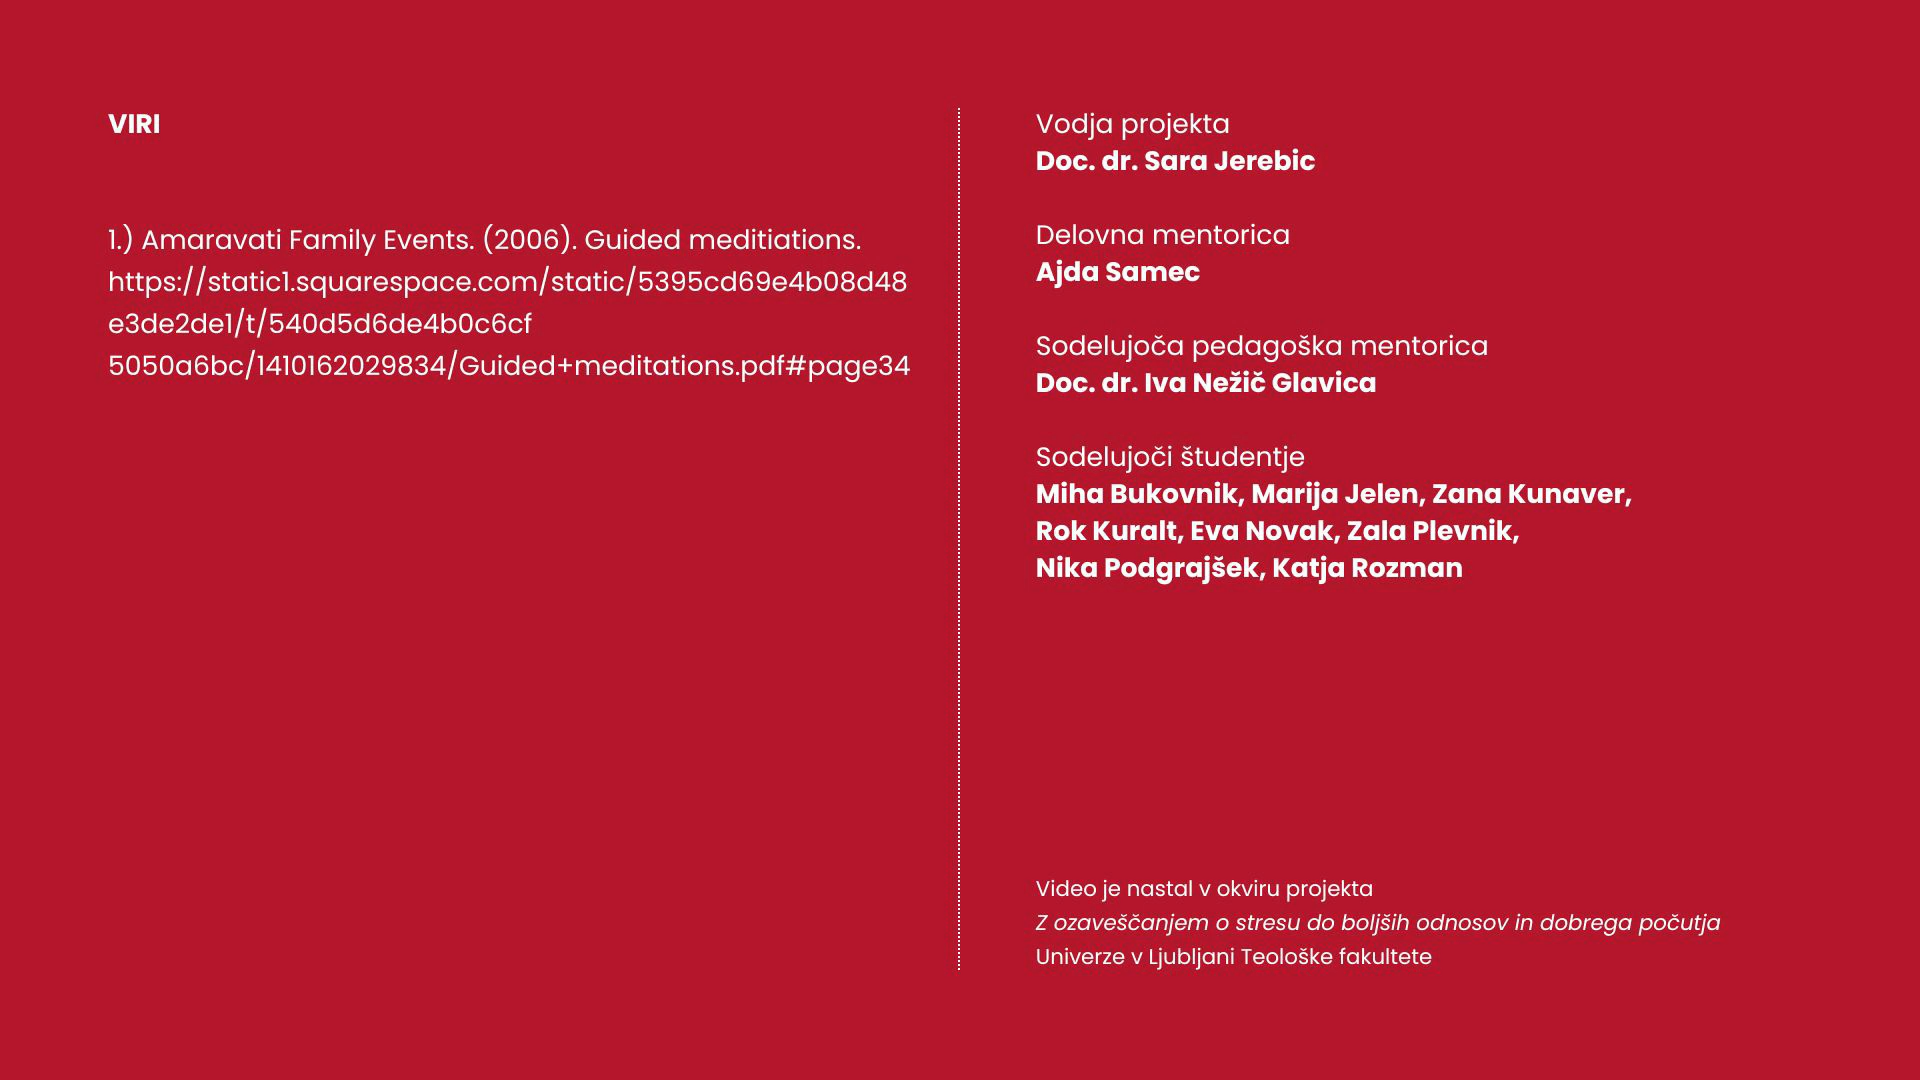 VIRI
1.) Amaravati Family Events. (2006). Guided meditiations.
https://static1.squarespace.com/static/5395cd69e4b08d48
e3de2de1/t/540d5d6de4b0c6cf
5050a6bc/1410162029834/Guided+meditations.pdf#page34
Vodja projekta
Doc. dr. Sara Jerebic
Delovna mentorica
Ajda Samec
Sodelujoča pedagoška mentorica
Doc. dr. Iva Nežič Glavica
Sodelujoči študentje
Miha Bukovnik, Marija Jelen, Zana Kunaver,
Rok Kuralt, Eva Novak, Zala Plevnik,
Nika Podgrajšek, Katja Rozman
Video je nastal v okviru projekta
Z ozaveščanjem o stresu do boljših odnosov in dobrega počutja
Univerze v Ljubljani Teološke fakultete